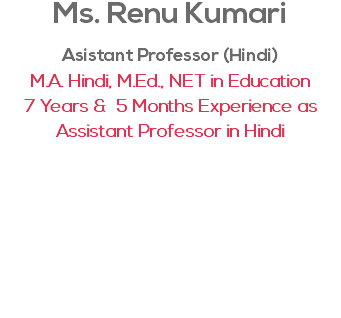 Ms. Renu Kumari
Asistant Professor (Hindi)
M.A. Hindi, M.Ed., NET in Education
7 Years &  5 Months Experience as
Assistant Professor in Hindi